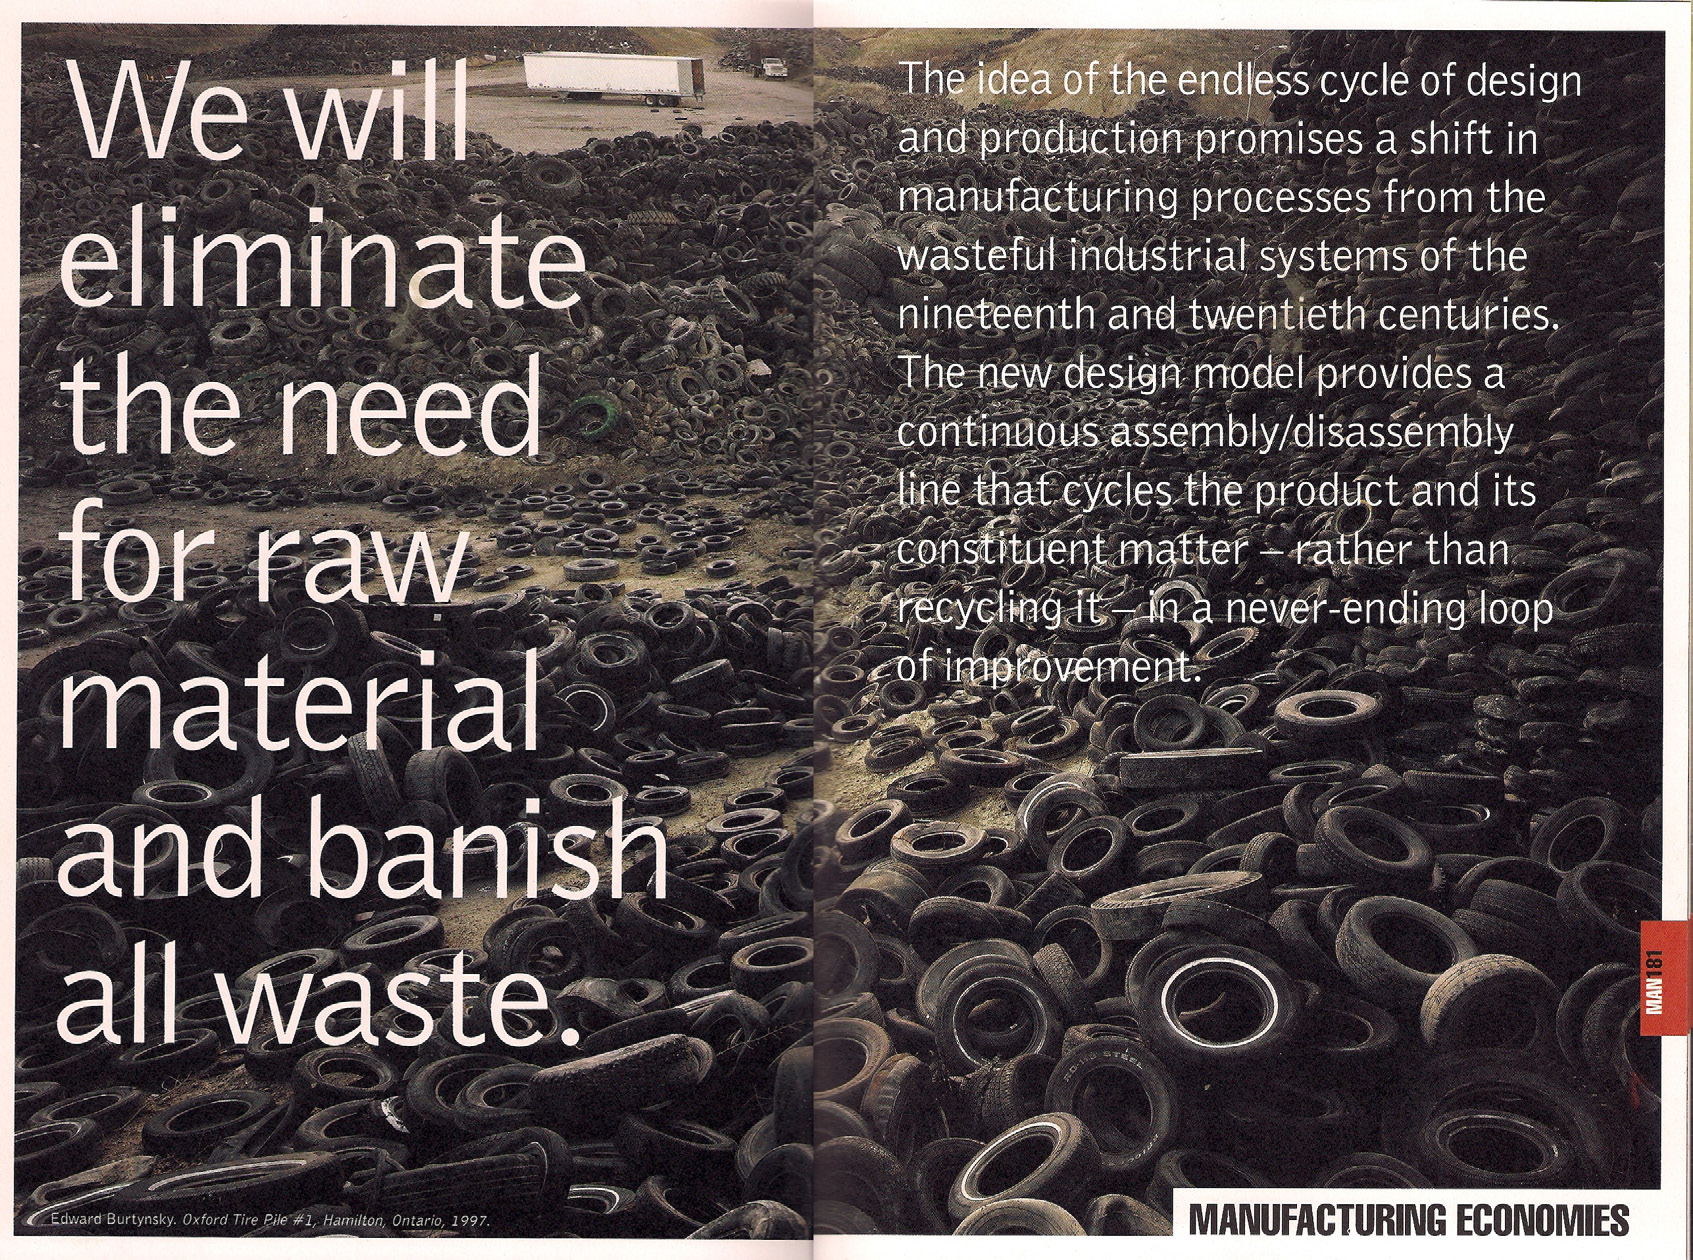 We will
eliminate
the need
for raw
material
and banish
all waste.
Edward Burtynsky. Oxford Tire Pile #1, Hamilton, Ontario, 1997.
The idea of the endless cycle of design
and production promises a shift in
manufacturing processes from the
wasteful industrial systems of the
nineteenth and twentieth centuries.
The new design model provides a
continuous assembly/disassembly
line that cycles the product and its
constituent matter – rather than
recycling it – in a never-ending loop
of improvement.
MAN181
MANUFACTURING ECONOMIES